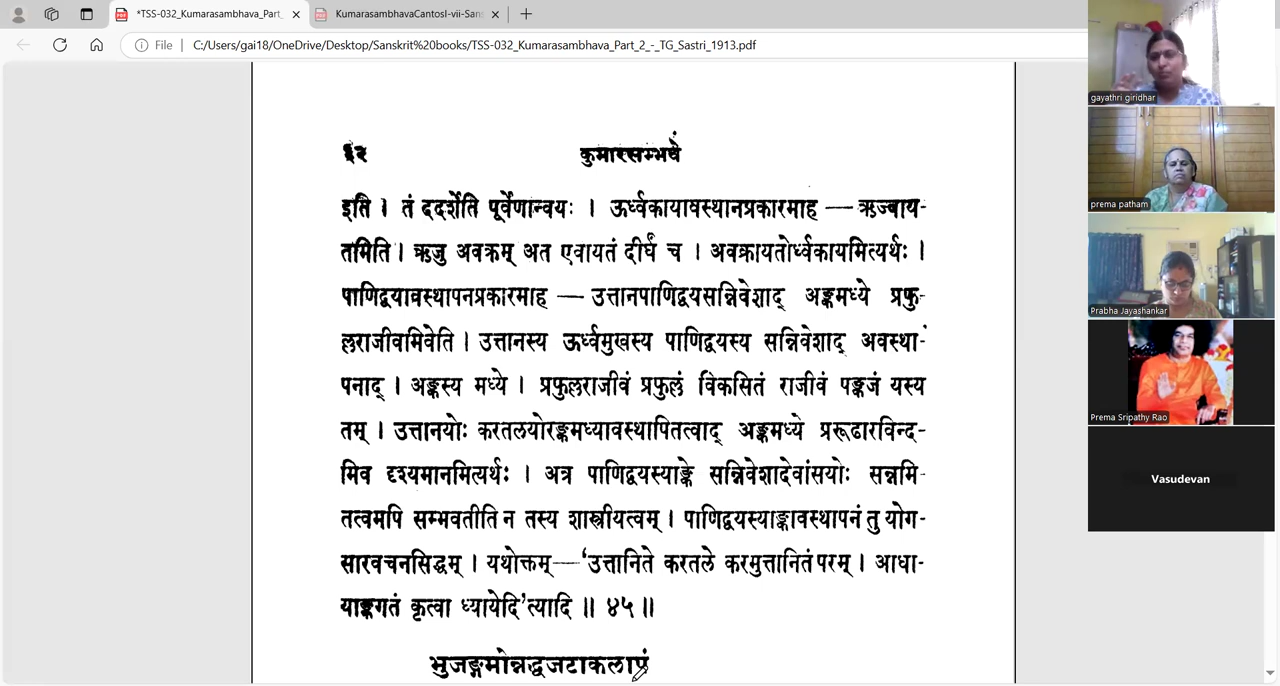 *TSS-032_Kumarasambhava_Part_
KumarasambhavaCantosI-vii-Sans
File
C:/Users/gai18/OneDrive/Desktop/Sanskrit%20books/TSS-032_Kumarasambhava_Part_2_-_TG_Sastri_1913.pdf
कुमारसम्भवे
इति । तं ददर्शेति पूर्वेणान्वयः । ऊर्ध्वकायावस्थानप्रकारमाह — ऋज्वाय-
तमिति । ऋजु अवक्रम् अत एवायतं दीर्घं च । अवक्रायतोर्ध्वकायमित्यर्थः ।
पाणिद्वयावस्थापनप्रकारमाह — उत्तानपाणिद्वयसन्निवेशाद् अङ्कमध्ये प्रफु-
ल्लराजीवमिवेति । उत्तानस्य ऊर्ध्वमुखस्य पाणिद्वयस्य सन्निवेशाद् अवस्था-
पनाद् । अङ्कस्य मध्ये । प्रफुल्लराजीवं प्रफुल्लं विकसितं राजीवं पङ्कजं यस्य
तम् । उत्तानयोः करतलयोरङ्कमध्यावस्थापितत्वाद् अङ्कमध्ये प्ररूढारविन्द-
मिव दृश्यमानमित्यर्थः । अत्र पाणिद्वयस्याङ्के सन्निवेशादेवांसयोः सन्नमि-
तत्वमपि सम्भवतीति न तस्य शास्त्रीयत्वम् । पाणिद्वयस्याङ्कावस्थापनं तु योग-
सारवचनसिद्धम् । यथोक्तम्—‘उत्तानिते करतले करमुत्तानितं परम् । आधा-
याङ्कगतं कृत्वा ध्यायेदि’त्यादि ॥ ४५ ॥
भुजङ्गमोन्नद्धजटाकलापं
gayathri giridhar
prema patham
Prabha Jayashankar
Prema Sripathy Rao
Vasudevan